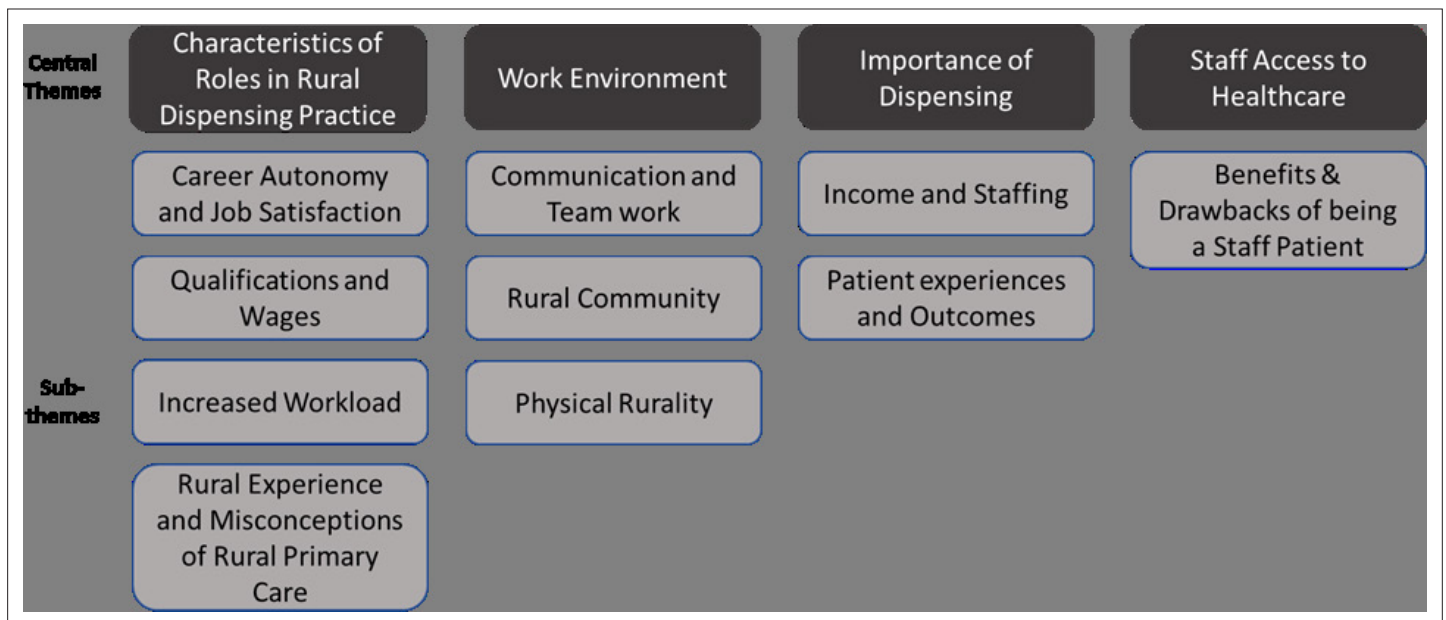 Central
Themes
Characteristics of
Roles in Rural
Dispensing Practice
Work Environment
Importance of
Dispensing
Staff Access to
Healthcare
Career Autonomy
and Job Satisfaction
Communication and
Team work
Income and Staffing
Benefits &
Drawbacks of being
a Staff Patient
Qualifications and
Wages
Rural Community
Patient experiences
and Outcomes
Sub-
themes
Increased Workload
Physical Rurality
Rural Experience
and Misconceptions
of Rural Primary
Care